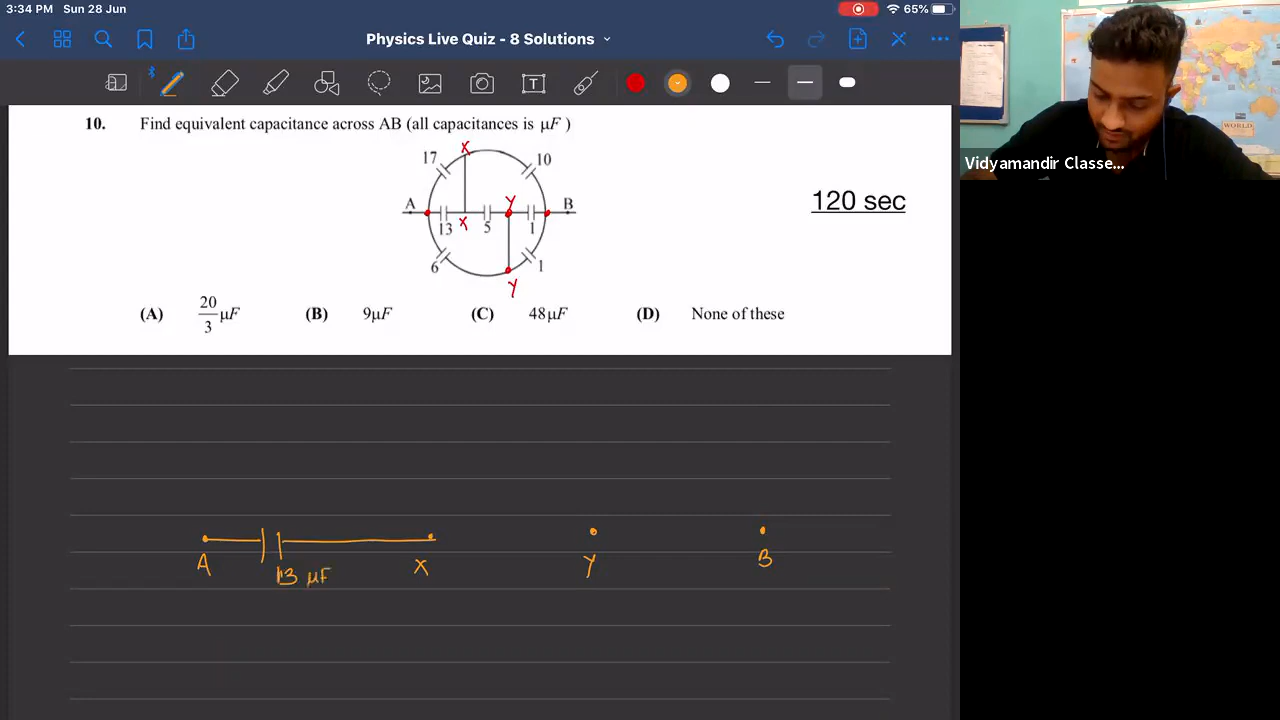 3:34 PM Sun 28 Jun
65%
Physics Live Quiz - 8 Solutions
T
10. Find equivalent capacitance across AB (all capacitances is μF )
17
X
10
A
B
13
X
5
Y
1
6
1
Y
120 sec
(A) 20/3 μF (B) 9μF (C) 48μF (D) None of these
A
13 μF
X
Y
B
WORLD
Vidyamandir Classe...